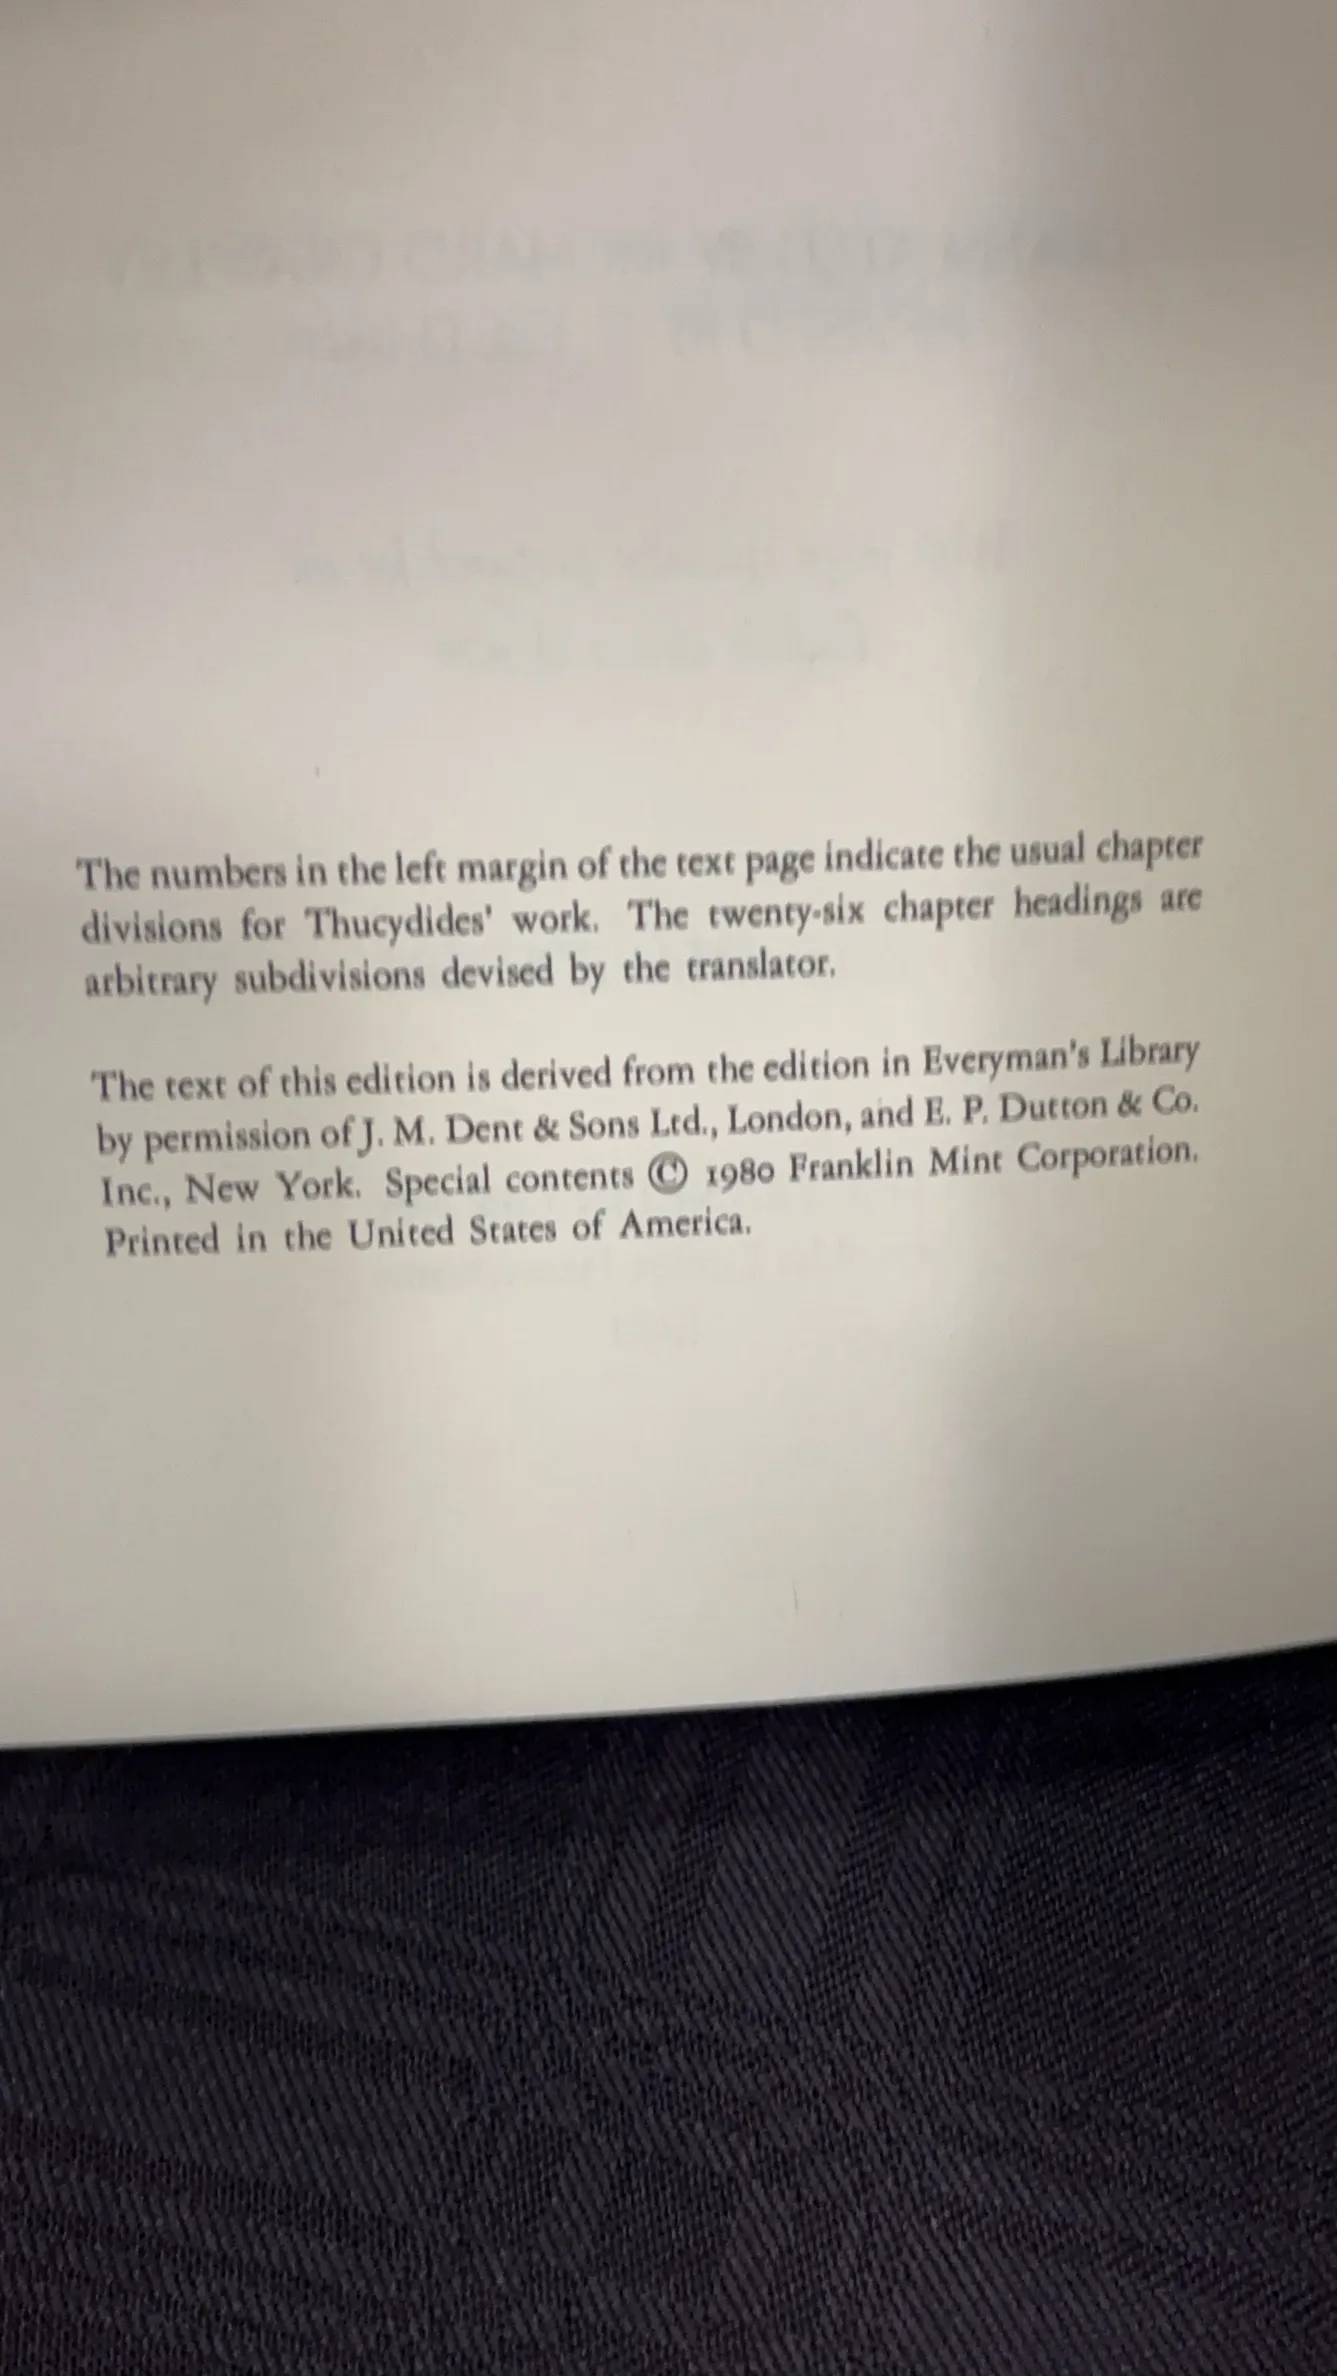 The numbers in the left margin of the text page indicate the usual chapter
divisions for Thucydides' work. The twenty-six chapter headings are
arbitrary subdivisions devised by the translator.
The text of this edition is derived from the edition in Everyman's Library
by permission of J. M. Dent & Sons Ltd., London, and E. P. Dutton & Co.
Inc., New York. Special contents © 1980 Franklin Mint Corporation.
Printed in the United States of America.